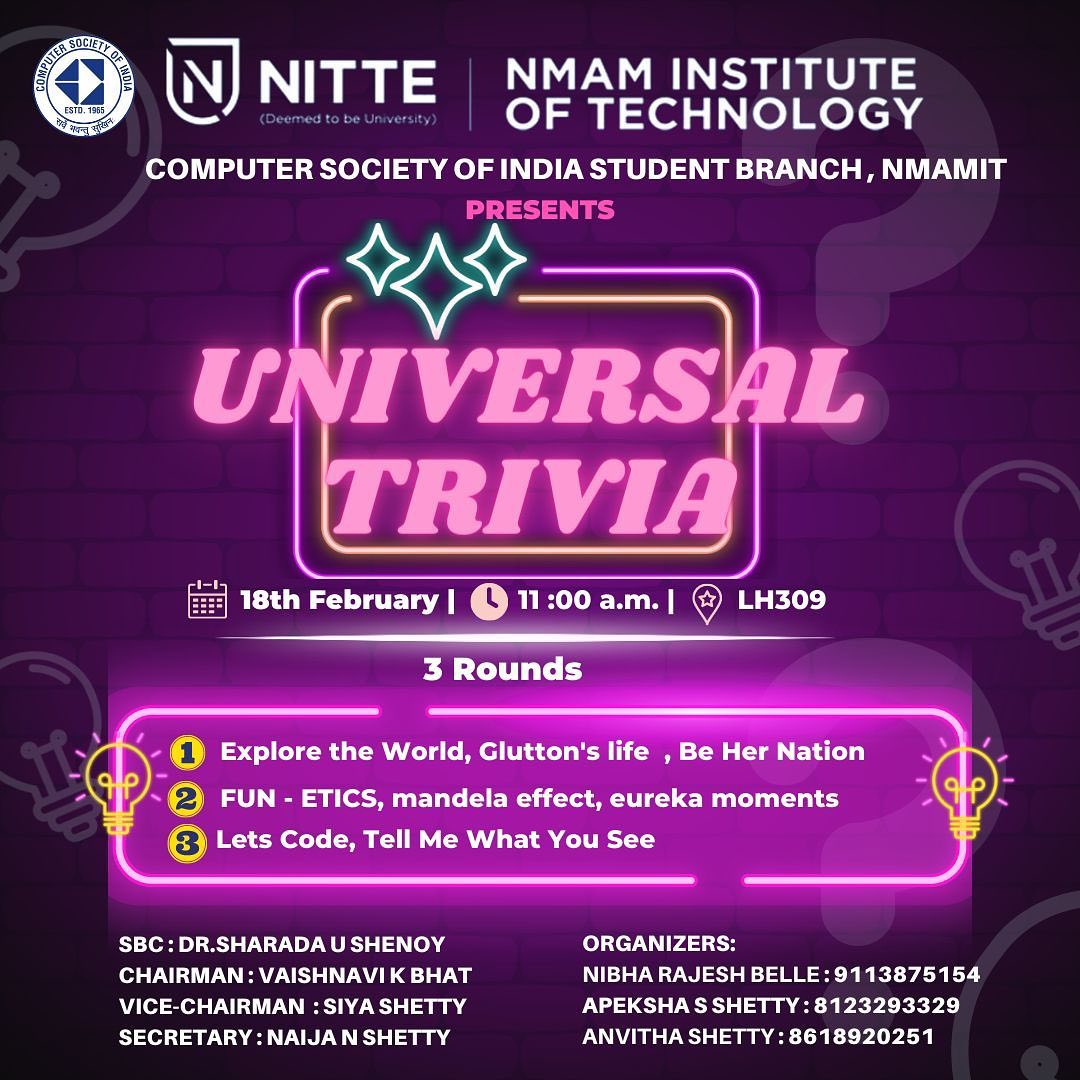 COMPUTER SOCIETY OF INDIA
ESTD. 1965
सर्वे भवन्तु सुखिनः
N NITTE
(Deemed to be University)
NMAM INSTITUTE
OF TECHNOLOGY
COMPUTER SOCIETY OF INDIA STUDENT BRANCH , NMAMIT
PRESENTS
UNIVERSAL
TRIVIA
18th February | 11 :00 a.m. | LH309
3 Rounds
1 Explore the World, Glutton's life , Be Her Nation
2 FUN - ETICS, mandela effect, eureka moments
3 Lets Code, Tell Me What You See
SBC : DR.SHARADA U SHENOY
CHAIRMAN : VAISHNAVI K BHAT
VICE-CHAIRMAN : SIYA SHETTY
SECRETARY : NAIJA N SHETTY
ORGANIZERS:
NIBHA RAJESH BELLE : 9113875154
APEKSHA S SHETTY : 8123293329
ANVITHA SHETTY : 8618920251